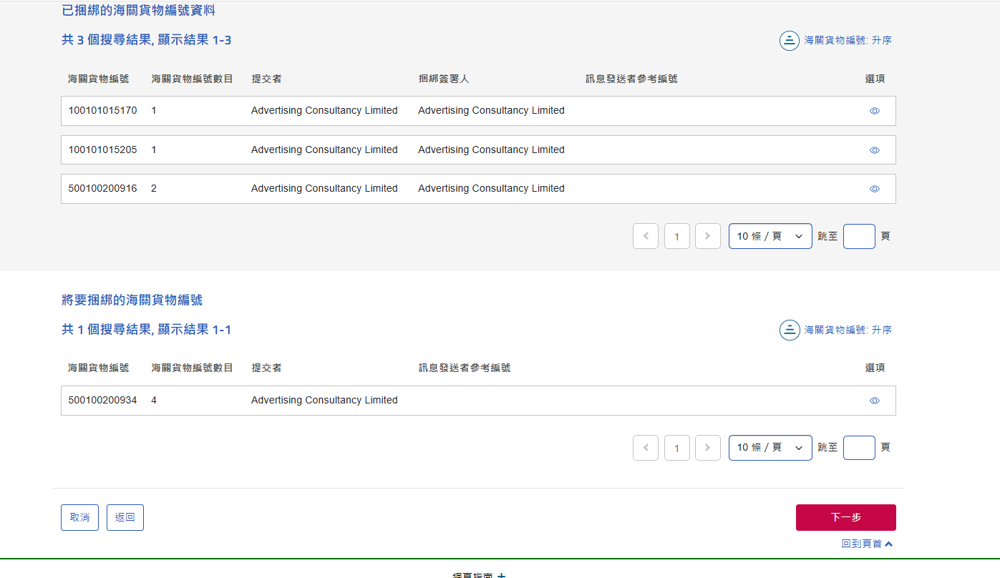 已捆綁的海關貨物編號資料
共 3 個搜尋結果, 顯示結果 1-3
海關貨物編號: 升序
海關貨物編號 海關貨物編號數目 提交者 捆綁簽署人 訊息發送者參考編號 選項
100101015170 1 Advertising Consultancy Limited Advertising Consultancy Limited
100101015205 1 Advertising Consultancy Limited Advertising Consultancy Limited
500100200916 2 Advertising Consultancy Limited Advertising Consultancy Limited
1 10 條 / 頁 跳至 頁
將要捆綁的海關貨物編號
共 1 個搜尋結果, 顯示結果 1-1
海關貨物編號: 升序
海關貨物編號 海關貨物編號數目 提交者 訊息發送者參考編號 選項
500100200934 4 Advertising Consultancy Limited
1 10 條 / 頁 跳至 頁
取消 返回 下一步
回到頁首
網頁指南